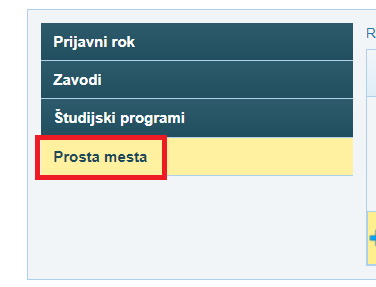 Prijavni rok
Zavodi
Študijski programi
Prosta mesta